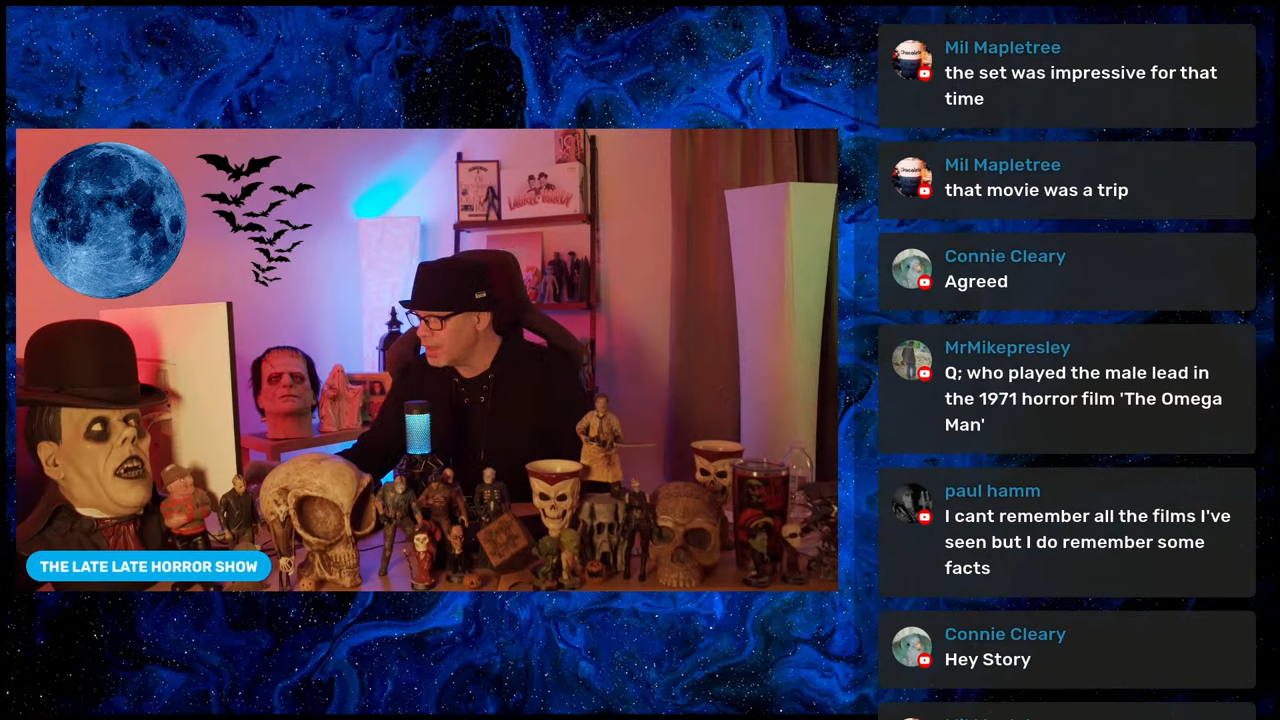 Mil Mapletree
the set was impressive for that
time
Mil Mapletree
that movie was a trip
Connie Cleary
Agreed
MrMikepresley
Q; who played the male lead in
the 1971 horror film 'The Omega
Man'
paul hamm
I cant remember all the films I've
seen but I do remember some
facts
Connie Cleary
Hey Story
LAUREL HARDY
THE LATE LATE HORROR SHOW